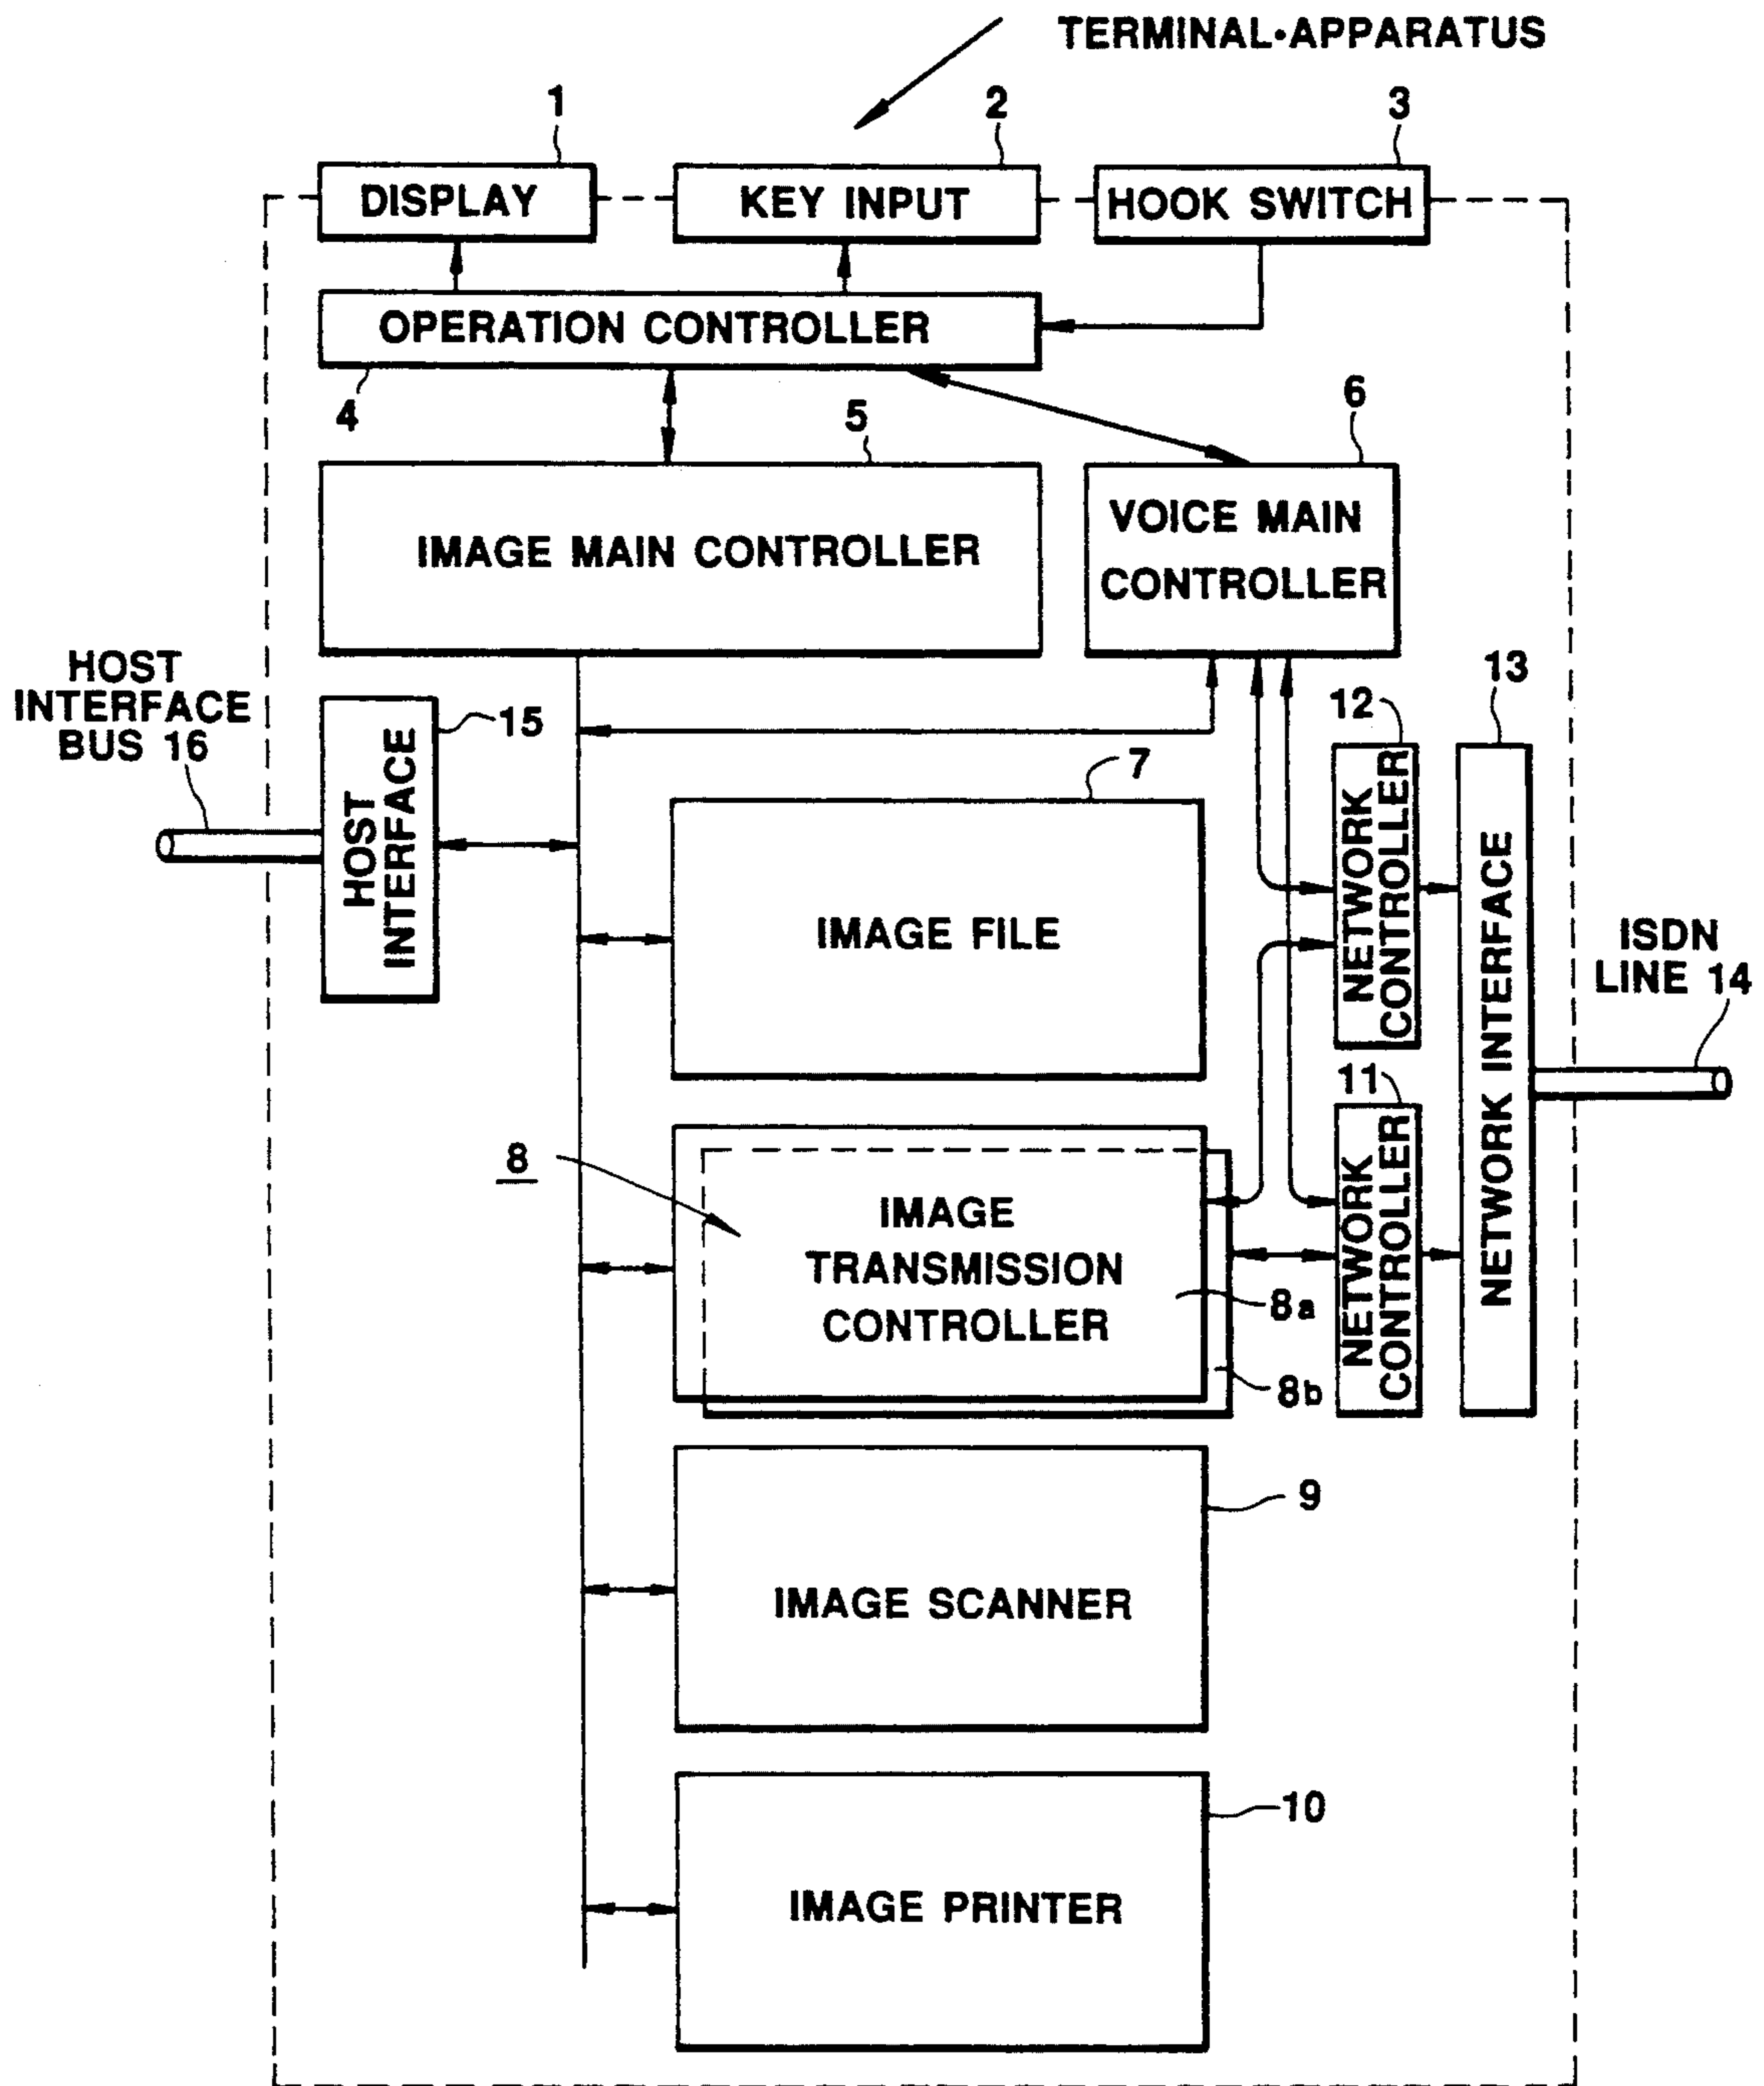 TERMINAL•APPARATUS
1
2
3
DISPLAY
KEY INPUT
HOOK SWITCH
OPERATION CONTROLLER
4
5
6
IMAGE MAIN CONTROLLER
VOICE MAIN
CONTROLLER
HOST
INTERFACE
BUS 16
15
HOST
INTERFACE
7
12
13
NETWORK
CONTROLLER
NETWORK INTERFACE
IMAGE FILE
ISDN
LINE 14
11
NETWORK
CONTROLLER
8
IMAGE
TRANSMISSION
CONTROLLER
8a
8b
9
IMAGE SCANNER
10
IMAGE PRINTER